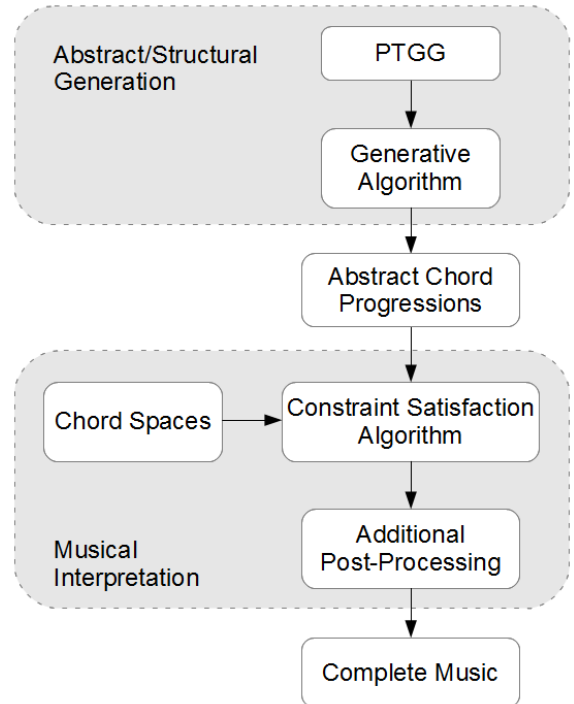 Abstract/Structural
Generation
PTGG
Generative
Algorithm
Abstract Chord
Progressions
Chord Spaces
Constraint Satisfaction
Algorithm
Additional
Post-Processing
Musical
Interpretation
Complete Music